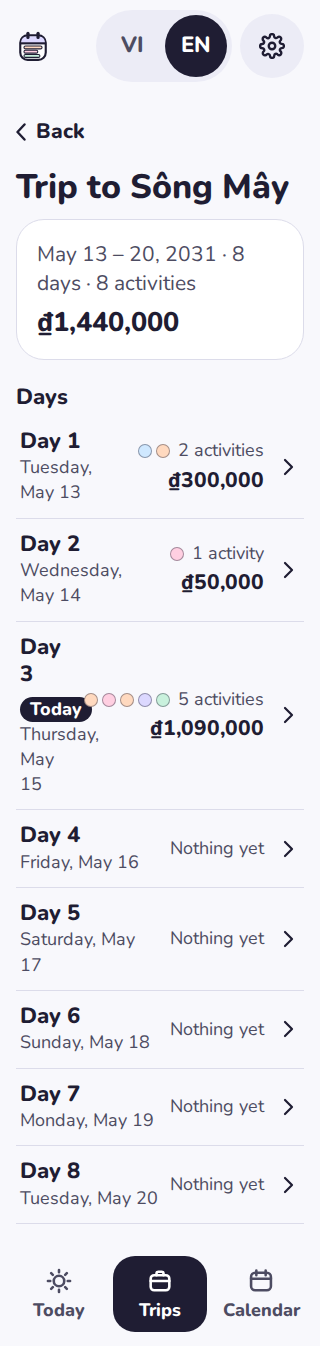 VI EN
Back
Trip to Sông Mây
May 13 – 20, 2031 · 8
days · 8 activities
₫1,440,000
Days
Day 1
Tuesday,
May 13
2 activities
₫300,000
Day 2
Wednesday,
May 14
1 activity
₫50,000
Day
3
Today
Thursday,
May
15
5 activities
₫1,090,000
Day 4
Friday, May 16
Nothing yet
Day 5
Saturday, May
17
Nothing yet
Day 6
Sunday, May 18
Nothing yet
Day 7
Monday, May 19
Nothing yet
Day 8
Tuesday, May 20
Nothing yet
Today Trips Calendar